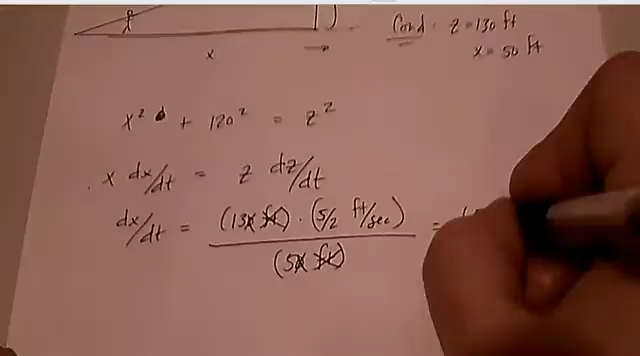 Cond: z = 130 ft
x = 50 ft
x
x² + 120² = z²
x dx/dt = z dz/dt
dx/dt = (130 ft) · (5/2 ft/sec) / (50 ft) =